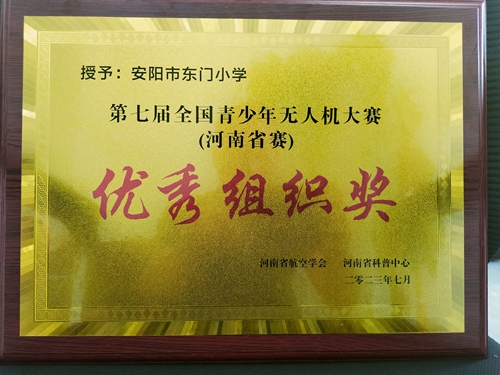 授予：安阳市东门小学
第七届全国青少年无人机大赛
(河南省赛)
优秀组织奖
河南省航空学会 河南省科普中心
二零二三年七月